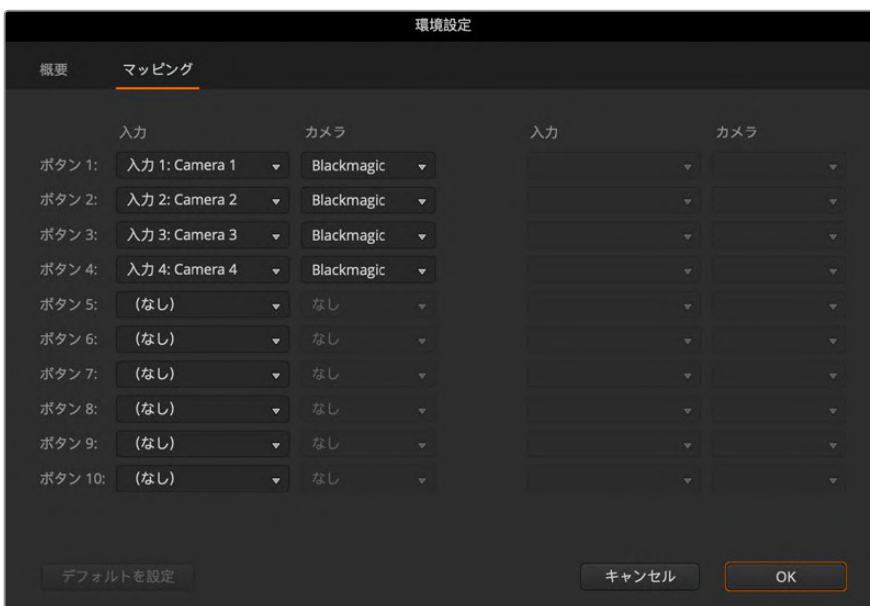 環境設定
概要 マッピング
入力 カメラ 入力 カメラ
ボタン 1: 入力 1: Camera 1 Blackmagic
ボタン 2: 入力 2: Camera 2 Blackmagic
ボタン 3: 入力 3: Camera 3 Blackmagic
ボタン 4: 入力 4: Camera 4 Blackmagic
ボタン 5: (なし) なし
ボタン 6: (なし) なし
ボタン 7: (なし) なし
ボタン 8: (なし) なし
ボタン 9: (なし) なし
ボタン 10: (なし) なし
デフォルトを設定 キャンセル OK